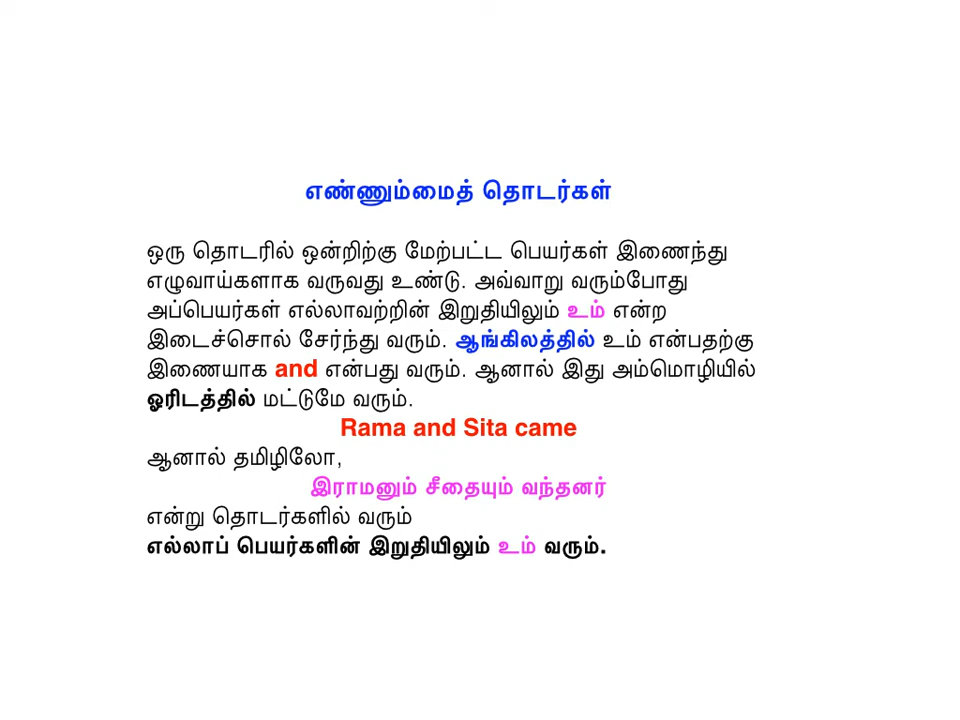 எண்ணும்மைத் தொடர்கள்
ஒரு தொடரில் ஒன்றிற்கு மேற்பட்ட பெயர்கள் இணைந்து
எழுவாய்களாக வருவது உண்டு. அவ்வாறு வரும்போது
அப்பெயர்கள் எல்லாவற்றின் இறுதியிலும் உம் என்ற
இடைச்சொல் சேர்ந்து வரும். ஆங்கிலத்தில் உம் என்பதற்கு
இணையாக and என்பது வரும். ஆனால் இது அம்மொழியில்
ஓரிடத்தில் மட்டுமே வரும்.
Rama and Sita came
ஆனால் தமிழிலோ,
இராமனும் சீதையும் வந்தனர்
என்று தொடர்களில் வரும்
எல்லாப் பெயர்களின் இறுதியிலும் உம் வரும்.